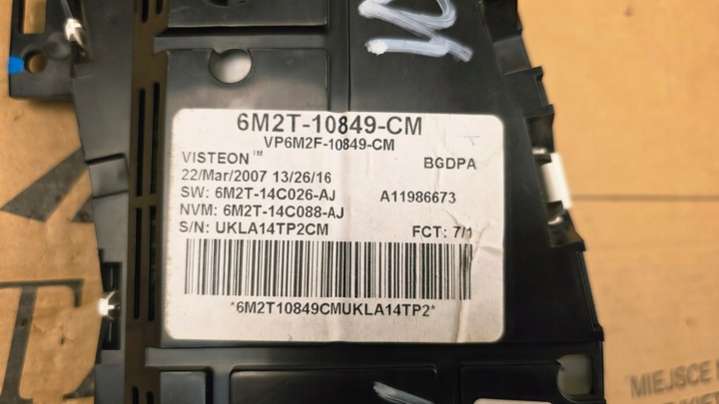 6M2T-10849-CM
VP6M2F-10849-CM
VISTEON™ BGDPA
22/Mar/2007 13/26/16
SW: 6M2T-14C026-AJ A11986673
NVM: 6M2T-14C088-AJ
S/N: UKLA14TP2CM FCT: 7/1
*6M2T10849CMUKLA14TP2*
MIEJSCE